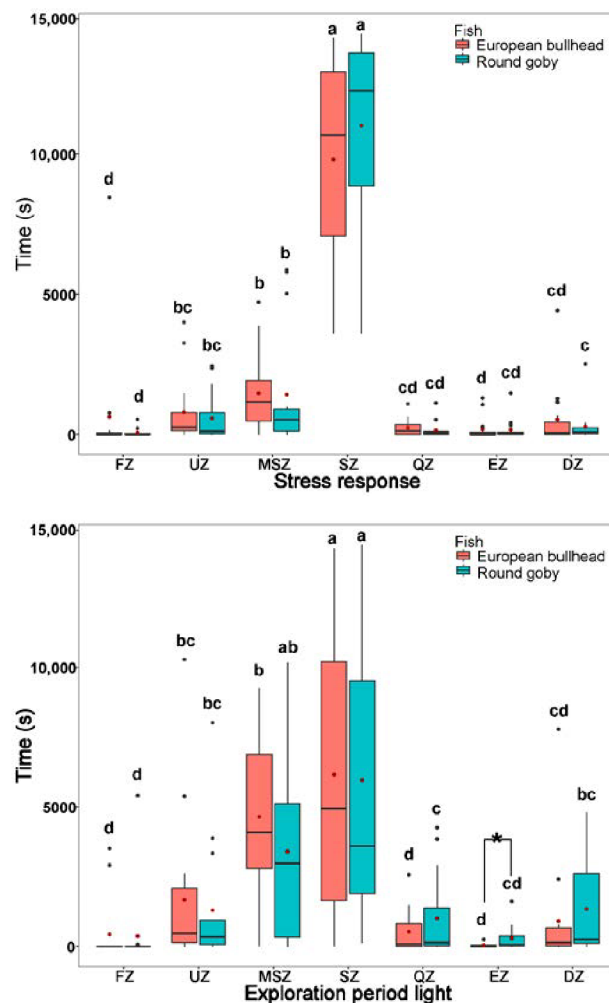 15,000
a a
Fish
European bullhead
Round goby
10,000
d
Time (s)
5000
b
b
bc
bc
cd
c
d
cd cd
d cd
0
FZ UZ MSZ SZ QZ EZ DZ
Stress response
15,000
a a
Fish
European bullhead
Round goby
bc
ab
10,000
b
cd
Time (s)
bc
d
bc
5000
d
c
*
d
cd
d
0
FZ UZ MSZ SZ QZ EZ DZ
Exploration period light